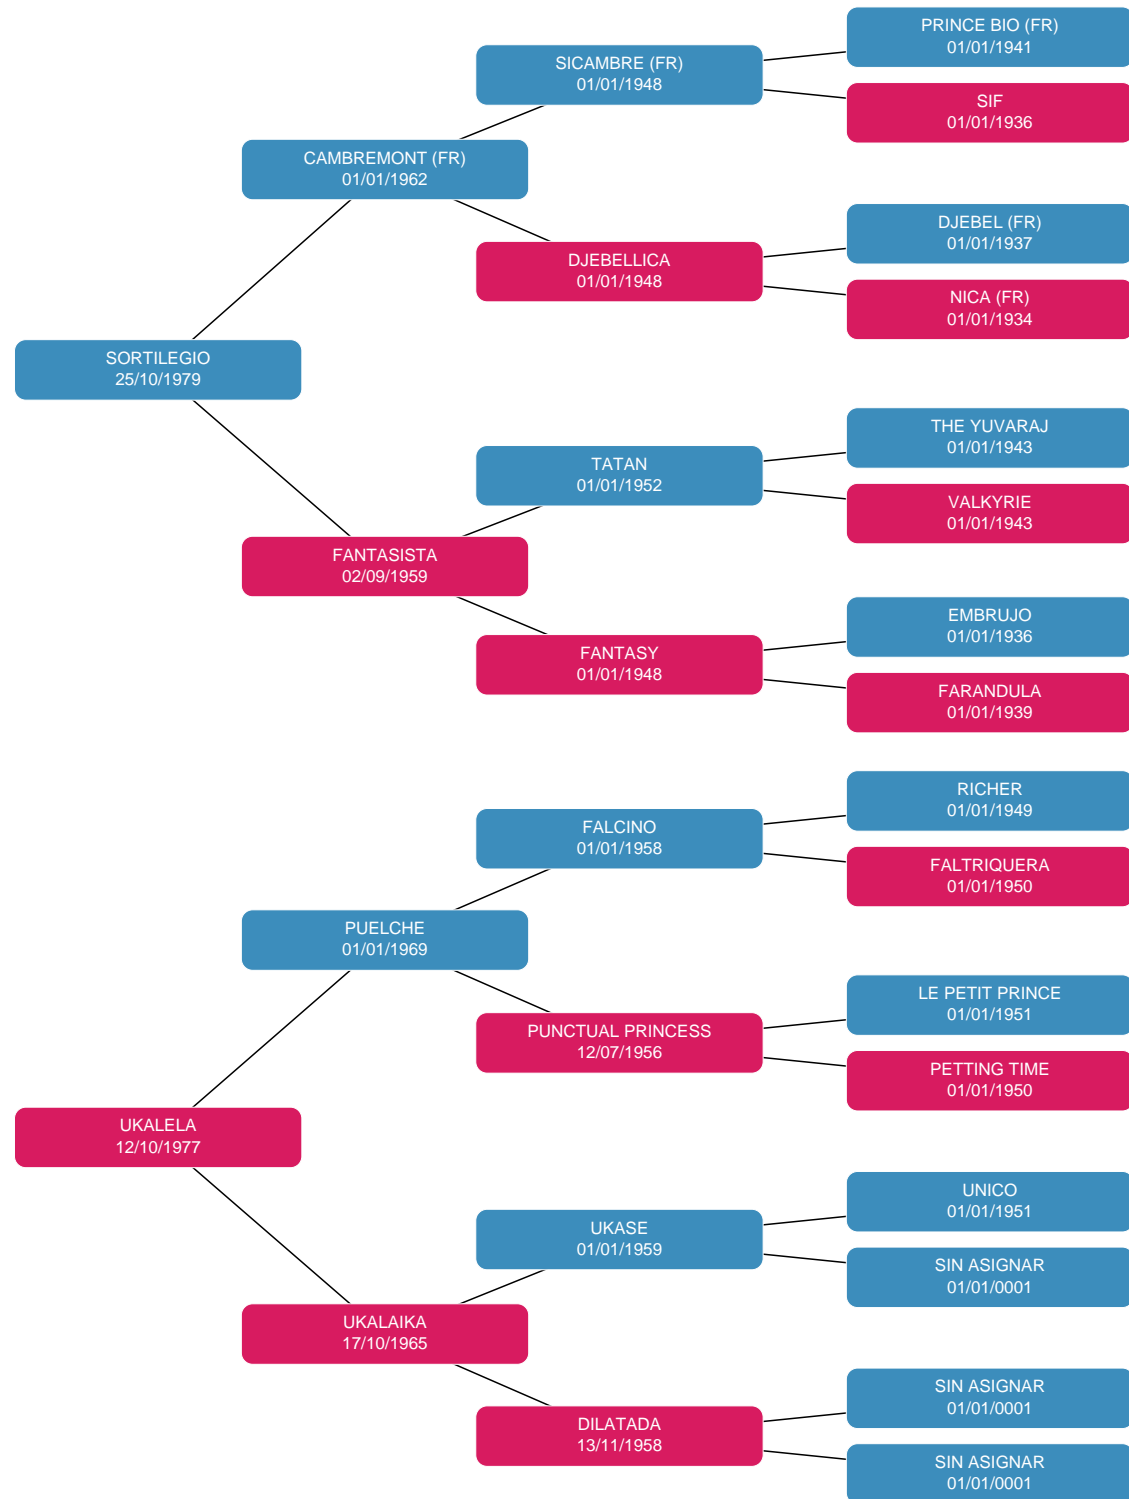 PRINCE BIO (FR)
01/01/1941
SICAMBRE (FR)
01/01/1948
SIF
01/01/1936
CAMBREMONT (FR)
01/01/1962
DJEBEL (FR)
01/01/1937
DJEBELLICA
01/01/1948
NICA (FR)
01/01/1934
SORTILEGIO
25/10/1979
THE YUVARAJ
01/01/1943
TATAN
01/01/1952
VALKYRIE
01/01/1943
FANTASISTA
02/09/1959
EMBRUJO
01/01/1936
FANTASY
01/01/1948
FARANDULA
01/01/1939
RICHER
01/01/1949
FALCINO
01/01/1958
FALTRIQUERA
01/01/1950
PUELCHE
01/01/1969
LE PETIT PRINCE
01/01/1951
PUNCTUAL PRINCESS
12/07/1956
PETTING TIME
01/01/1950
UKALELA
12/10/1977
UNICO
01/01/1951
UKASE
01/01/1959
SIN ASIGNAR
01/01/0001
UKALAIKA
17/10/1965
SIN ASIGNAR
01/01/0001
DILATADA
13/11/1958
SIN ASIGNAR
01/01/0001